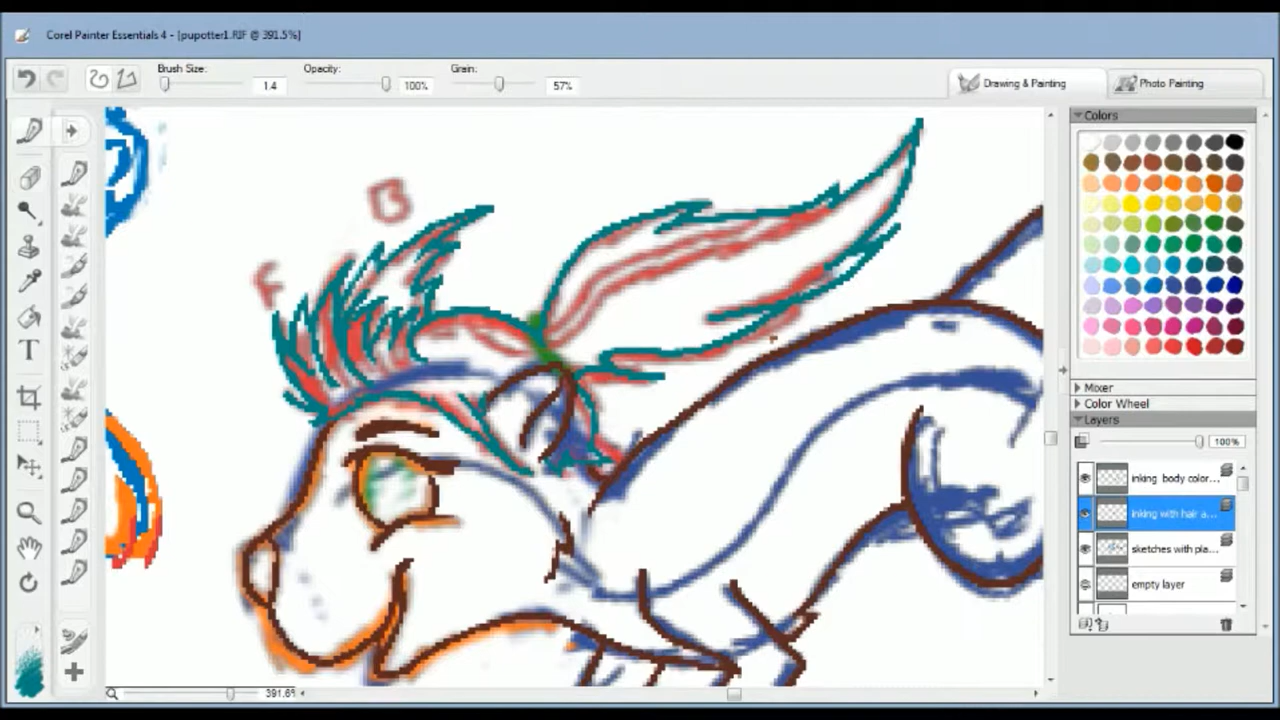 Corel Painter Essentials 4 - [pupotter1.RIF @ 391.5%]
Brush Size: 1.4 Opacity: 100% Grain: 57%
Drawing & Painting Photo Painting
Colors
B
F
Mixer
Color Wheel
Layers
100%
inking body color...
inking with hair a...
sketches with pla...
empty layer
T
391.6%